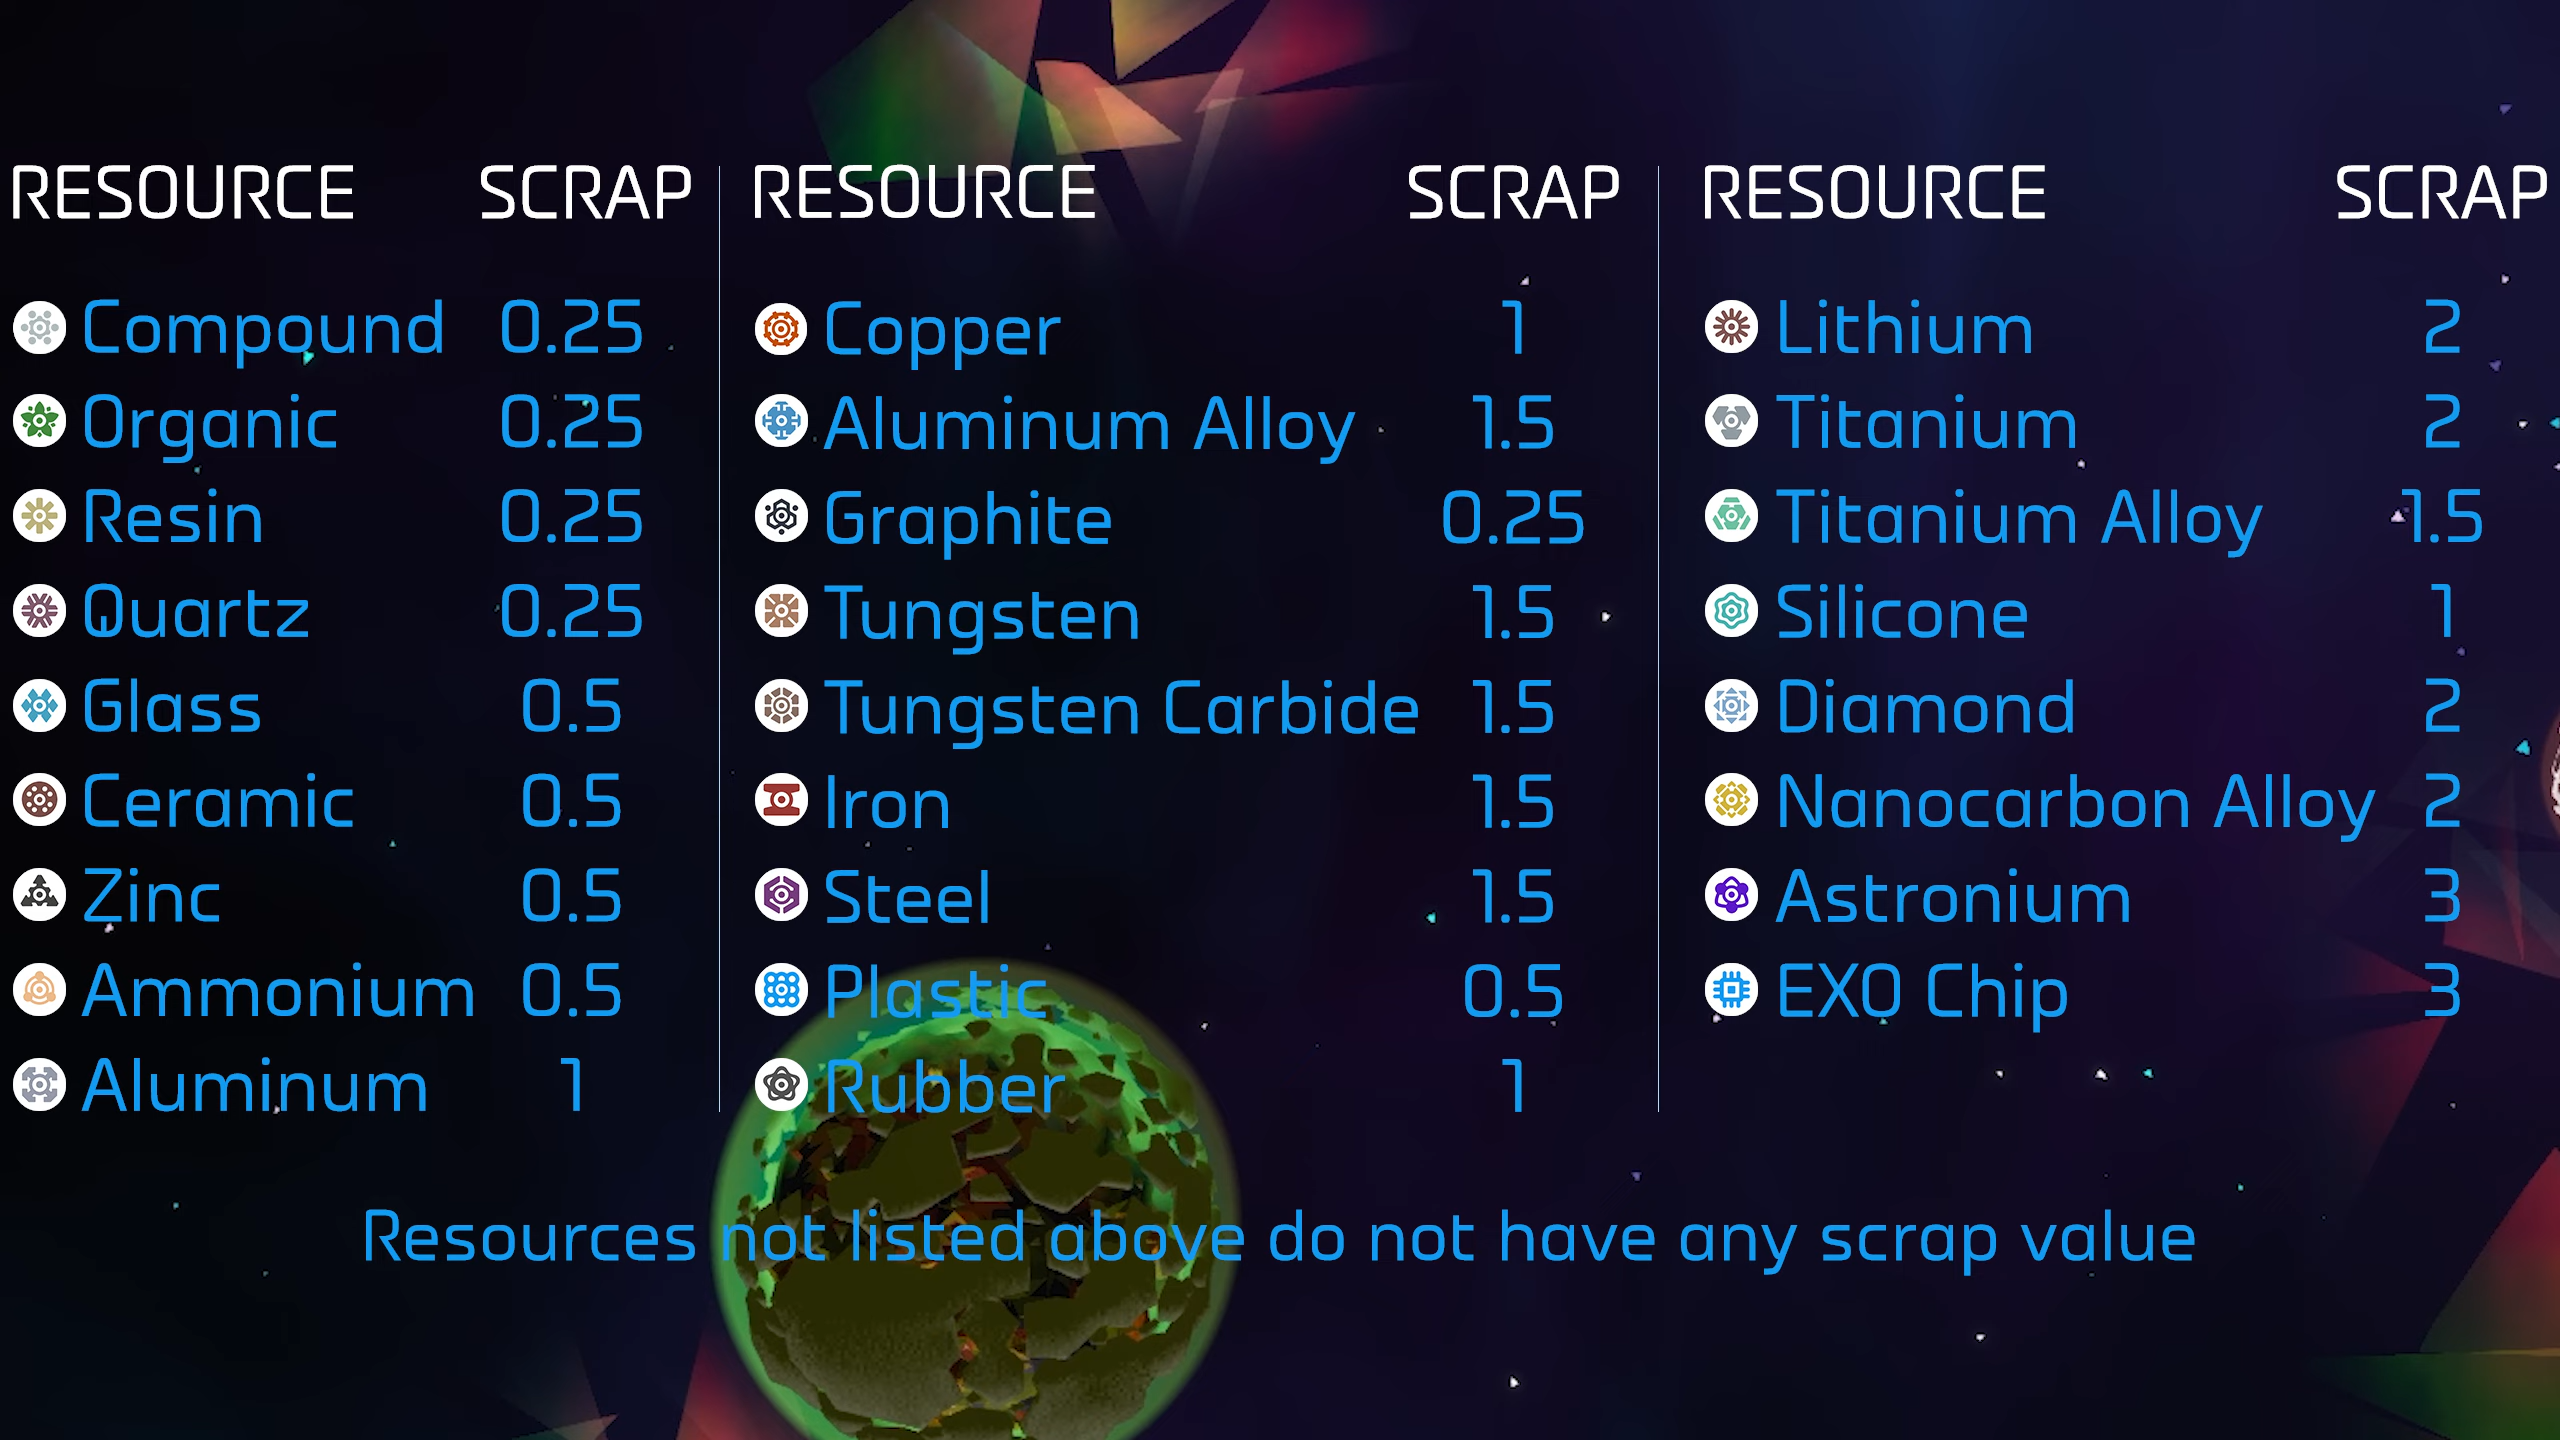 RESOURCE SCRAP
Compound 0.25
Organic 0.25
Resin 0.25
Quartz 0.25
Glass 0.5
Ceramic 0.5
Zinc 0.5
Ammonium 0.5
Aluminum 1
RESOURCE SCRAP
Copper 1
Aluminum Alloy 1.5
Graphite 0.25
Tungsten 1.5
Tungsten Carbide 1.5
Iron 1.5
Steel 1.5
Plastic 0.5
Rubber 1
RESOURCE SCRAP
Lithium 2
Titanium 2
Titanium Alloy 1.5
Silicone 1
Diamond 2
Nanocarbon Alloy 2
Astronium 3
EXO Chip 3
Resources not listed above do not have any scrap value